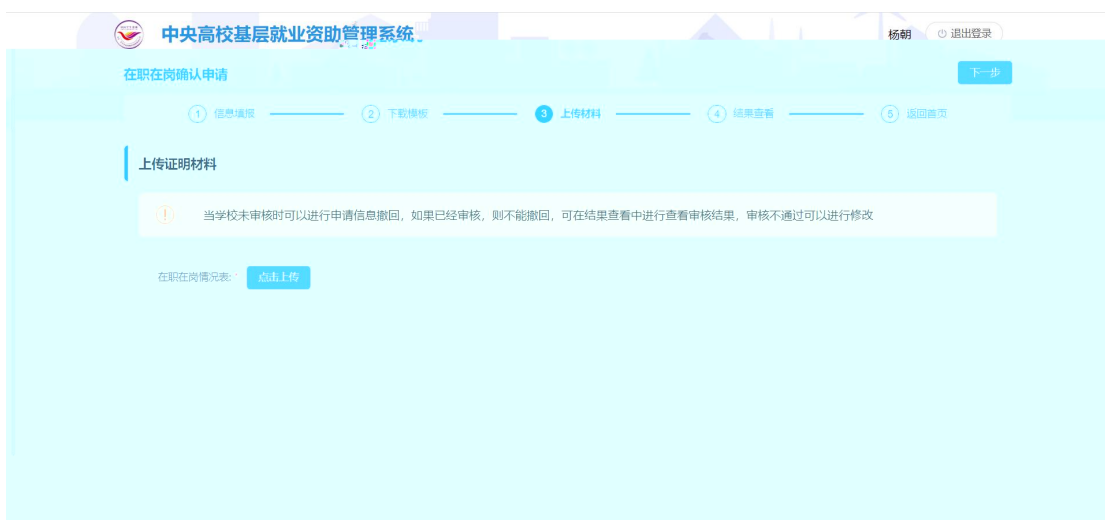 中央高校基层就业资助管理系统
杨朝
退出登录
在职在岗确认申请
下一步
1 信息填报
2 下载模板
3 上传材料
4 结果查看
5 返回首页
上传证明材料
当学校未审核时可以进行申请信息撤回，如果已经审核，则不能撤回，可在结果查看中进行查看审核结果，审核不通过可以进行修改
在职在岗情况表:
点击上传